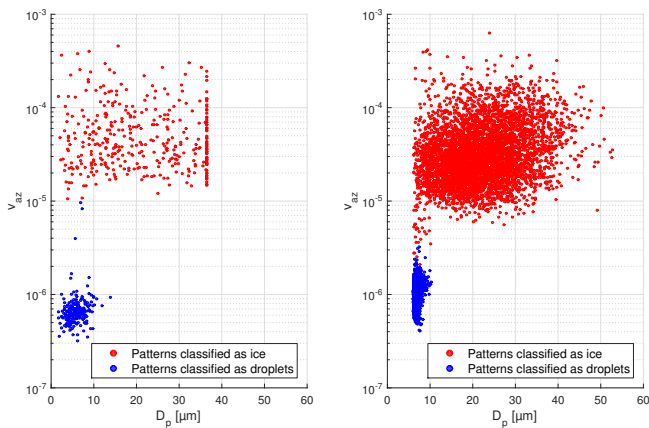 10⁻³
10⁻⁴
10⁻⁵
10⁻⁶
10⁻⁷
v_az
0 10 20 30 40 50 60
D_p [μm]
Patterns classified as ice
Patterns classified as droplets
10⁻³
10⁻⁴
10⁻⁵
10⁻⁶
10⁻⁷
v_az
0 10 20 30 40 50 60
D_p [μm]
Patterns classified as ice
Patterns classified as droplets